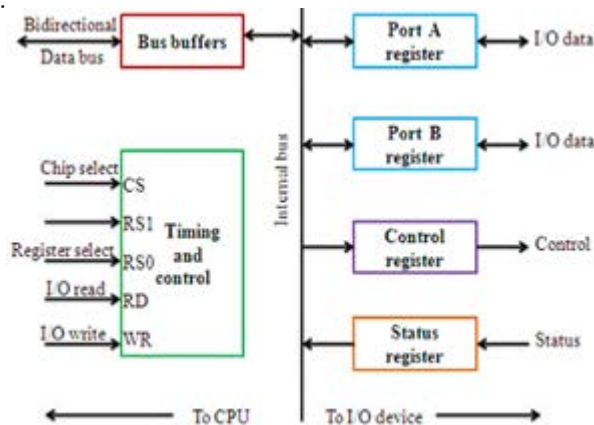 Bidirectional
Data bus
Bus buffers
Port A
register
I/O data
Port B
register
I/O data
Internal bus
Chip select
CS
RS1
Register select
RS0
I/O read
RD
I/O write
WR
Timing
and
control
Control
register
Control
Status
register
Status
To CPU
To I/O device